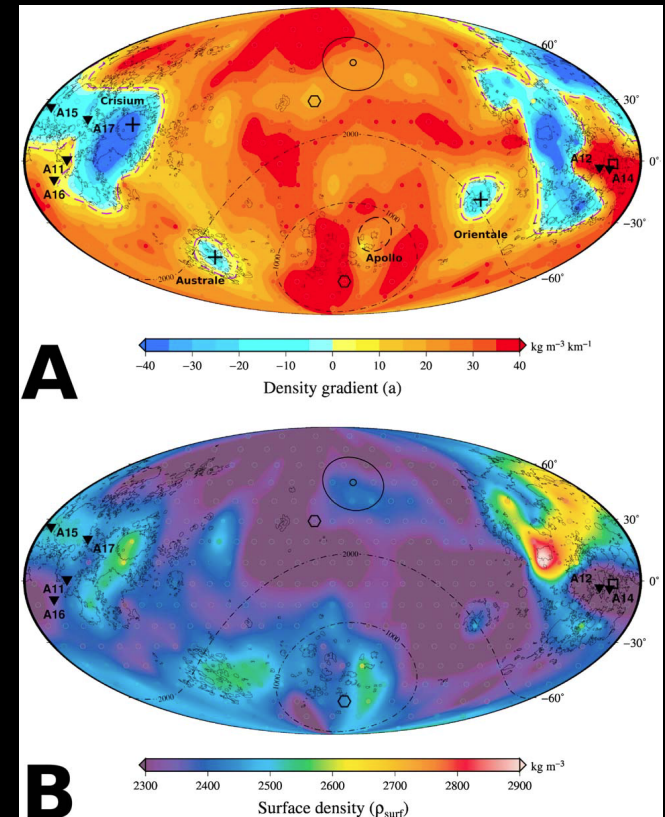 60°
Crisium
A15
A17
30°
2000
A11
A16
A12
0°
A14
1000
Orientale
−30°
Apollo
1000
Australe
2000
−60°
A
−40 −30 −20 −10 0 10 20 30 40 kg m⁻³ km⁻¹
Density gradient (a)
60°
30°
A15
A17
2000
A11
A16
A12
0°
A14
1000
−30°
1000
2000
−60°
B
2300 2400 2500 2600 2700 2800 2900 kg m⁻³
Surface density (ρsurf)